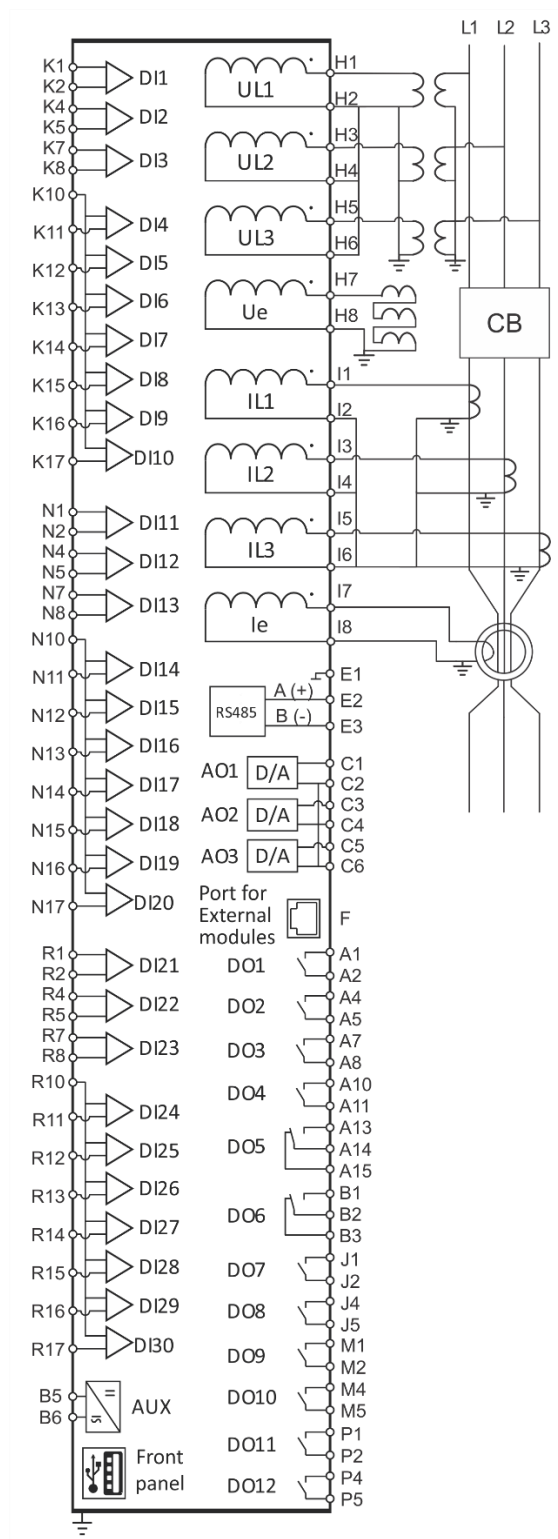 L1 L2 L3
K1 DI1 UL1 H1
K2 H2
K4 DI2
K5
K7 DI3 UL2 H3
K8 H4
K10
K11 DI4 UL3 H5
K12 DI5 H6
K13 DI6 Ue H7
K14 DI7 H8 CB
K15 DI8 IL1 I1
K16 DI9 I2
K17 DI10 IL2 I3
I4
N1 DI11
N2
N4 DI12 IL3 I5
N5 I6
N7 DI13 Ie I7
N8 I8
N10
N11 DI14 E1
N12 DI15 RS485 A (+) E2
B (-) E3
N13 DI16
N14 DI17 AO1 D/A C1
C2
N15 DI18 AO2 D/A C3
C4
N16 DI19 AO3 D/A C5
C6
N17 DI20
Port for
External
modules
F
R1 DI21 DO1 A1
R2 A2
R4 DI22 DO2 A4
R5 A5
R7 DI23 DO3 A7
R8 A8
R10 DO4 A10
R11 DI24 A11
R12 DI25 DO5 A13
A14
A15
R13 DI26 DO6 B1
B2
R14 DI27 B3
R15 DI28 DO7 J1
J2
R16 DI29 DO8 J4
J5
R17 DI30 DO9 M1
M2
B5 AUX DO10 M4
B6 M5
Front
panel
DO11 P1
P2
DO12 P4
P5